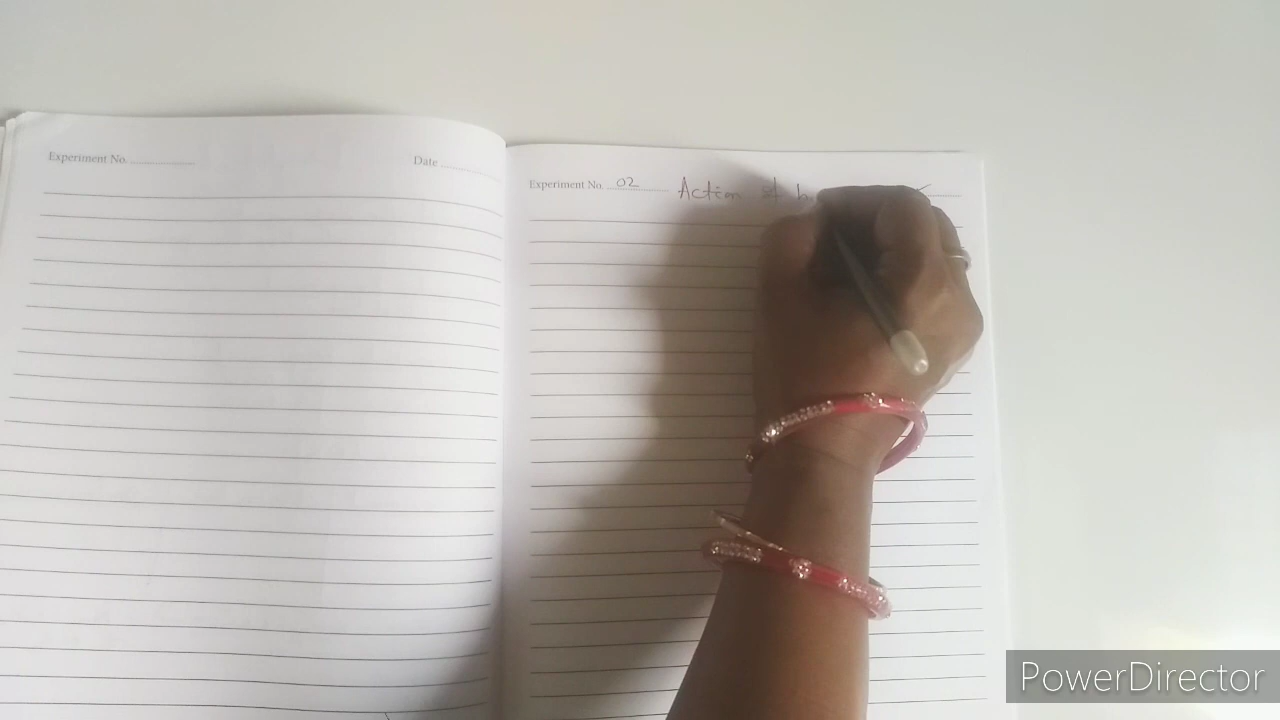 Experiment No. ............ Date ............
Experiment No. 02 Action of
PowerDirector